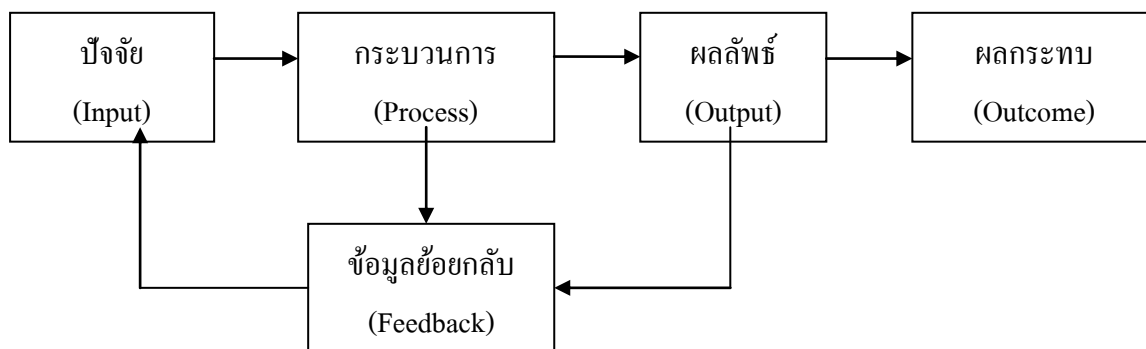 ปัจจัย
(Input)
กระบวนการ
(Process)
ผลลัพธ์
(Output)
ผลกระทบ
(Outcome)
ข้อมูลย้อยกลับ
(Feedback)